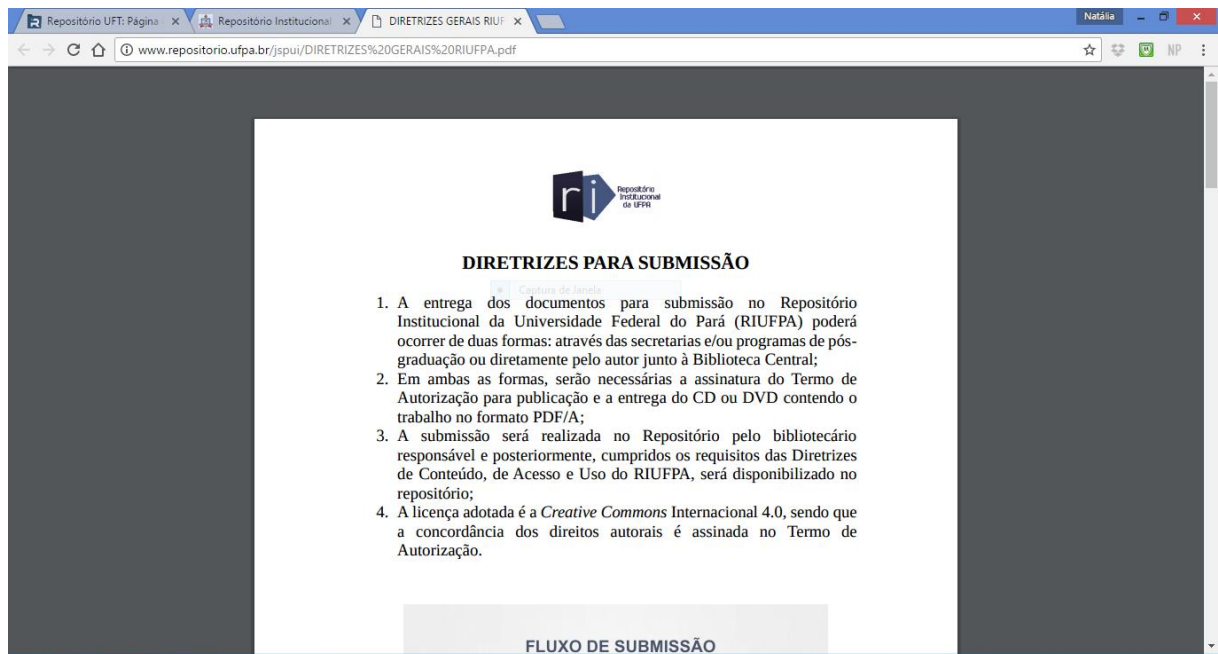 Repositório UFT: Página
Repositório Institucional
DIRETRIZES GERAIS RIUF
Natália
www.repositorio.ufpa.br/jspui/DIRETRIZES%20GERAIS%20RIUFPA.pdf
NP
ri
Repositório
Institucional
da UFPA
DIRETRIZES PARA SUBMISSÃO
Captura de Janela
1. A entrega dos documentos para submissão no Repositório
Institucional da Universidade Federal do Pará (RIUFPA) poderá
ocorrer de duas formas: através das secretarias e/ou programas de pós-
graduação ou diretamente pelo autor junto à Biblioteca Central;
2. Em ambas as formas, serão necessárias a assinatura do Termo de
Autorização para publicação e a entrega do CD ou DVD contendo o
trabalho no formato PDF/A;
3. A submissão será realizada no Repositório pelo bibliotecário
responsável e posteriormente, cumpridos os requisitos das Diretrizes
de Conteúdo, de Acesso e Uso do RIUFPA, será disponibilizado no
repositório;
4. A licença adotada é a Creative Commons Internacional 4.0, sendo que
a concordância dos direitos autorais é assinada no Termo de
Autorização.
FLUXO DE SUBMISSÃO